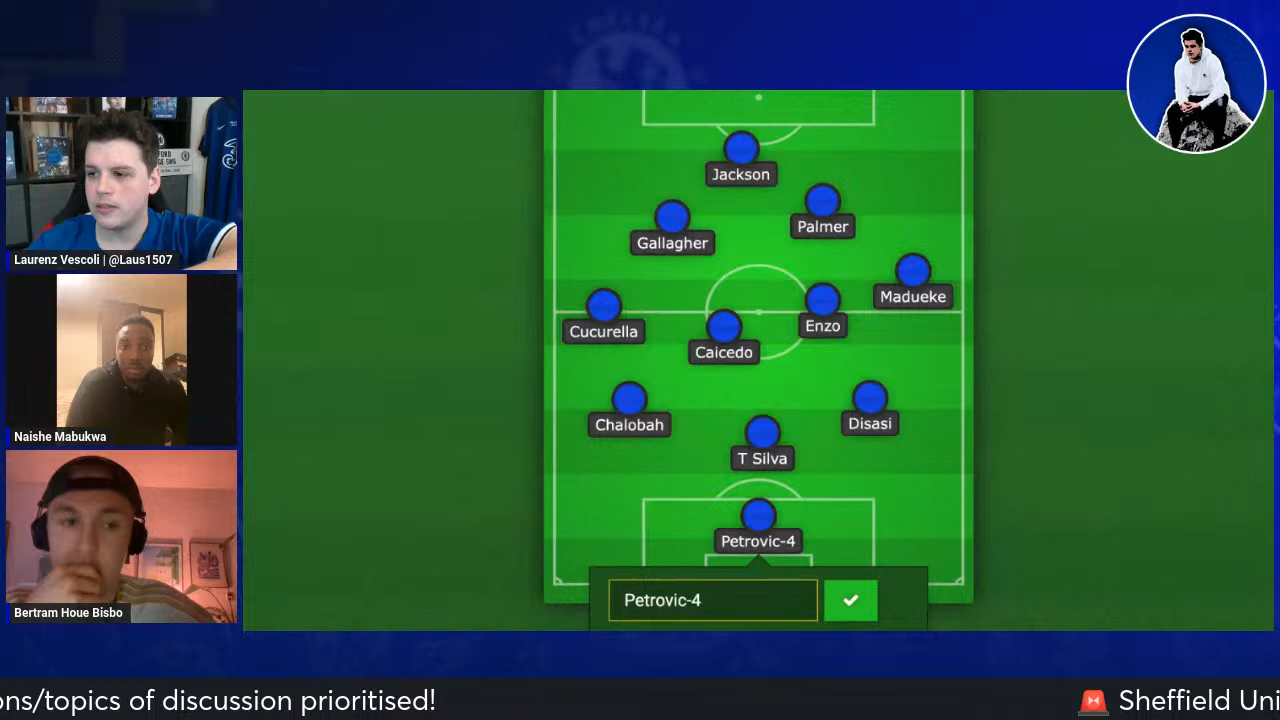 Laurenz Vescoli | @Laus1507
Naishe Mabukwa
Bertram Houe Bisbo
Jackson
Palmer
Gallagher
Madueke
Cucurella
Enzo
Caicedo
Chalobah
Disasi
T Silva
Petrovic-4
Petrovic-4
ons/topics of discussion prioritised!
🚨 Sheffield Uni